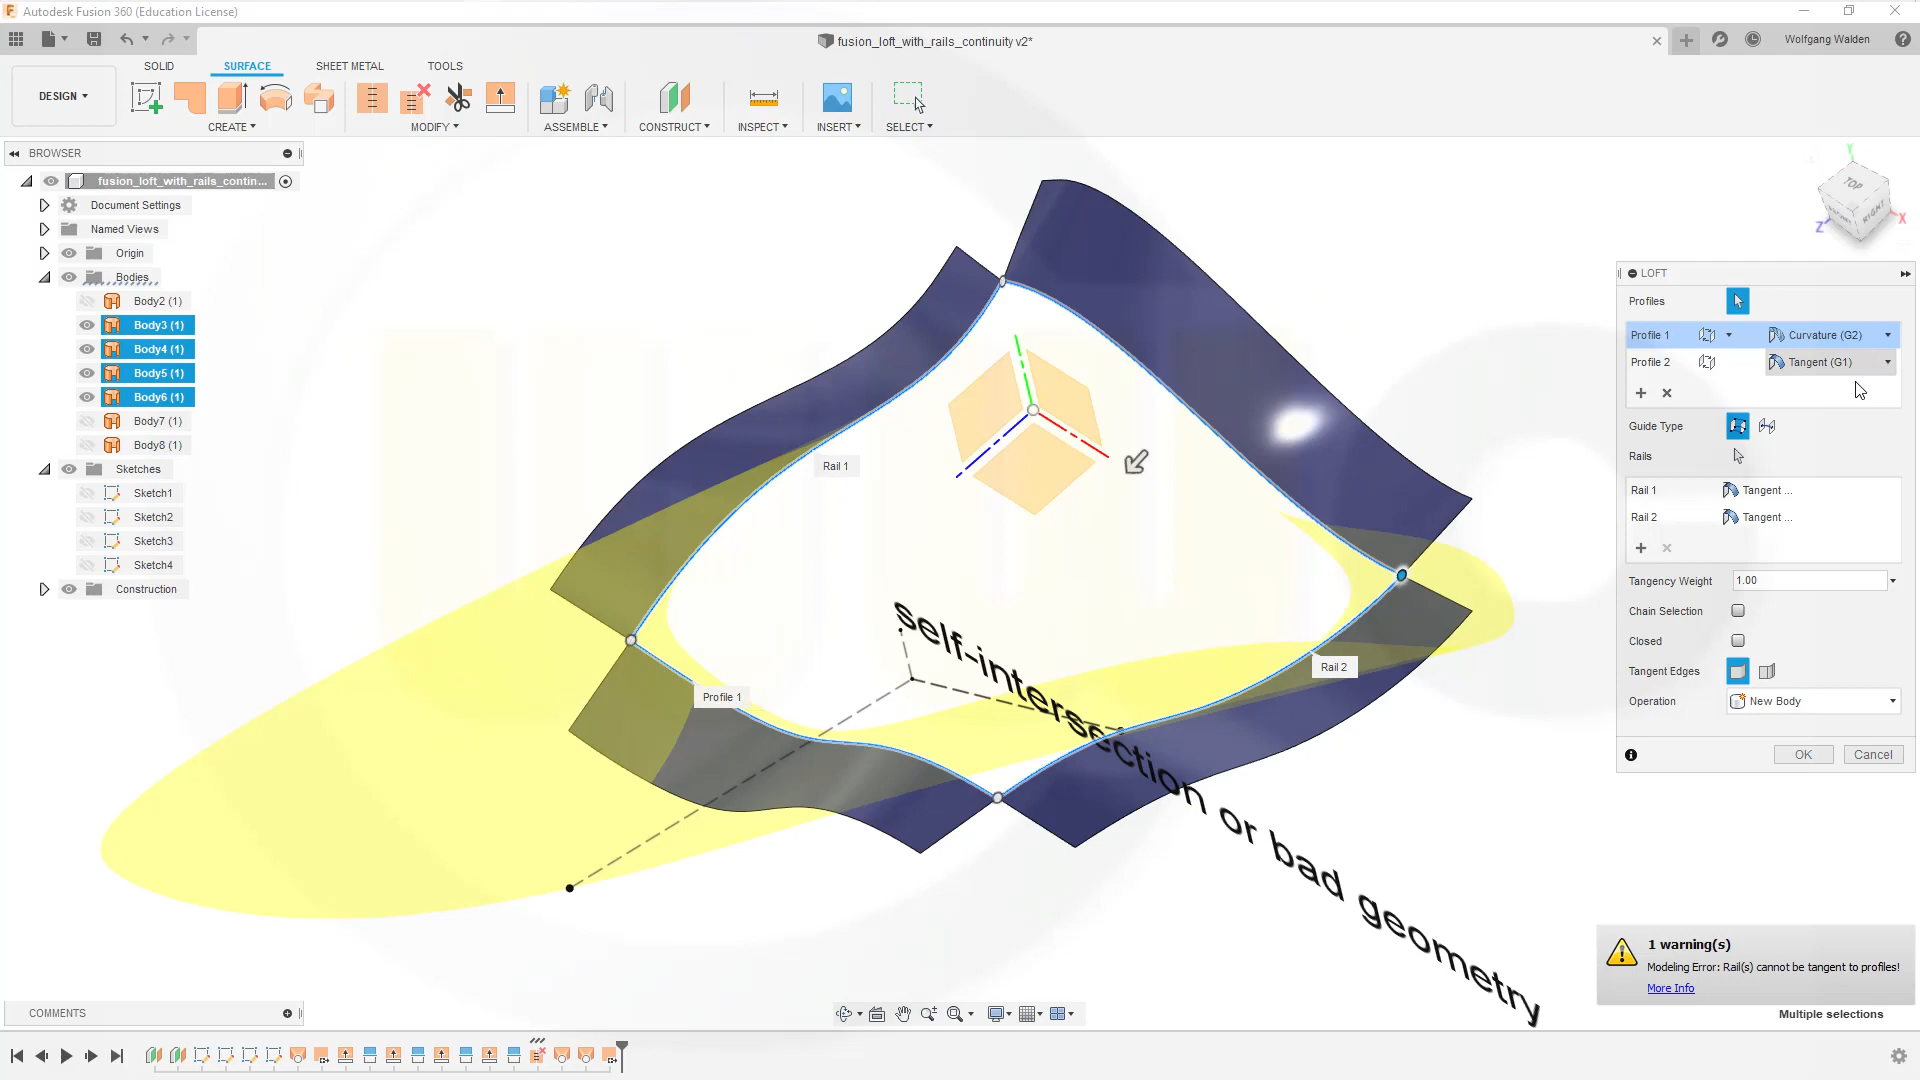 Autodesk Fusion 360 (Education License)
fusion_loft_with_rails_continuity v2*
Wolfgang Walden
SOLID
SURFACE
SHEET METAL
TOOLS
DESIGN
CREATE
MODIFY
ASSEMBLE
CONSTRUCT
INSPECT
INSERT
SELECT
BROWSER
fusion_loft_with_rails_contin...
Document Settings
Named Views
Origin
Bodies
Body2 (1)
Body3 (1)
Body4 (1)
Body5 (1)
Body6 (1)
Body7 (1)
Body8 (1)
Sketches
Sketch1
Sketch2
Sketch3
Sketch4
Construction
Y
TOP
RIGHT
X
Z
Rail 1
Profile 1
Rail 2
self-intersection or bad geometry
LOFT
Profiles
Profile 1 Curvature (G2)
Profile 2 Tangent (G1)
Guide Type
Rails
Rail 1 Tangent ...
Rail 2 Tangent ...
Tangency Weight 1.00
Chain Selection
Closed
Tangent Edges
Operation New Body
OK Cancel
1 warning(s)
Modeling Error: Rail(s) cannot be tangent to profiles!
More Info
Multiple selections
COMMENTS